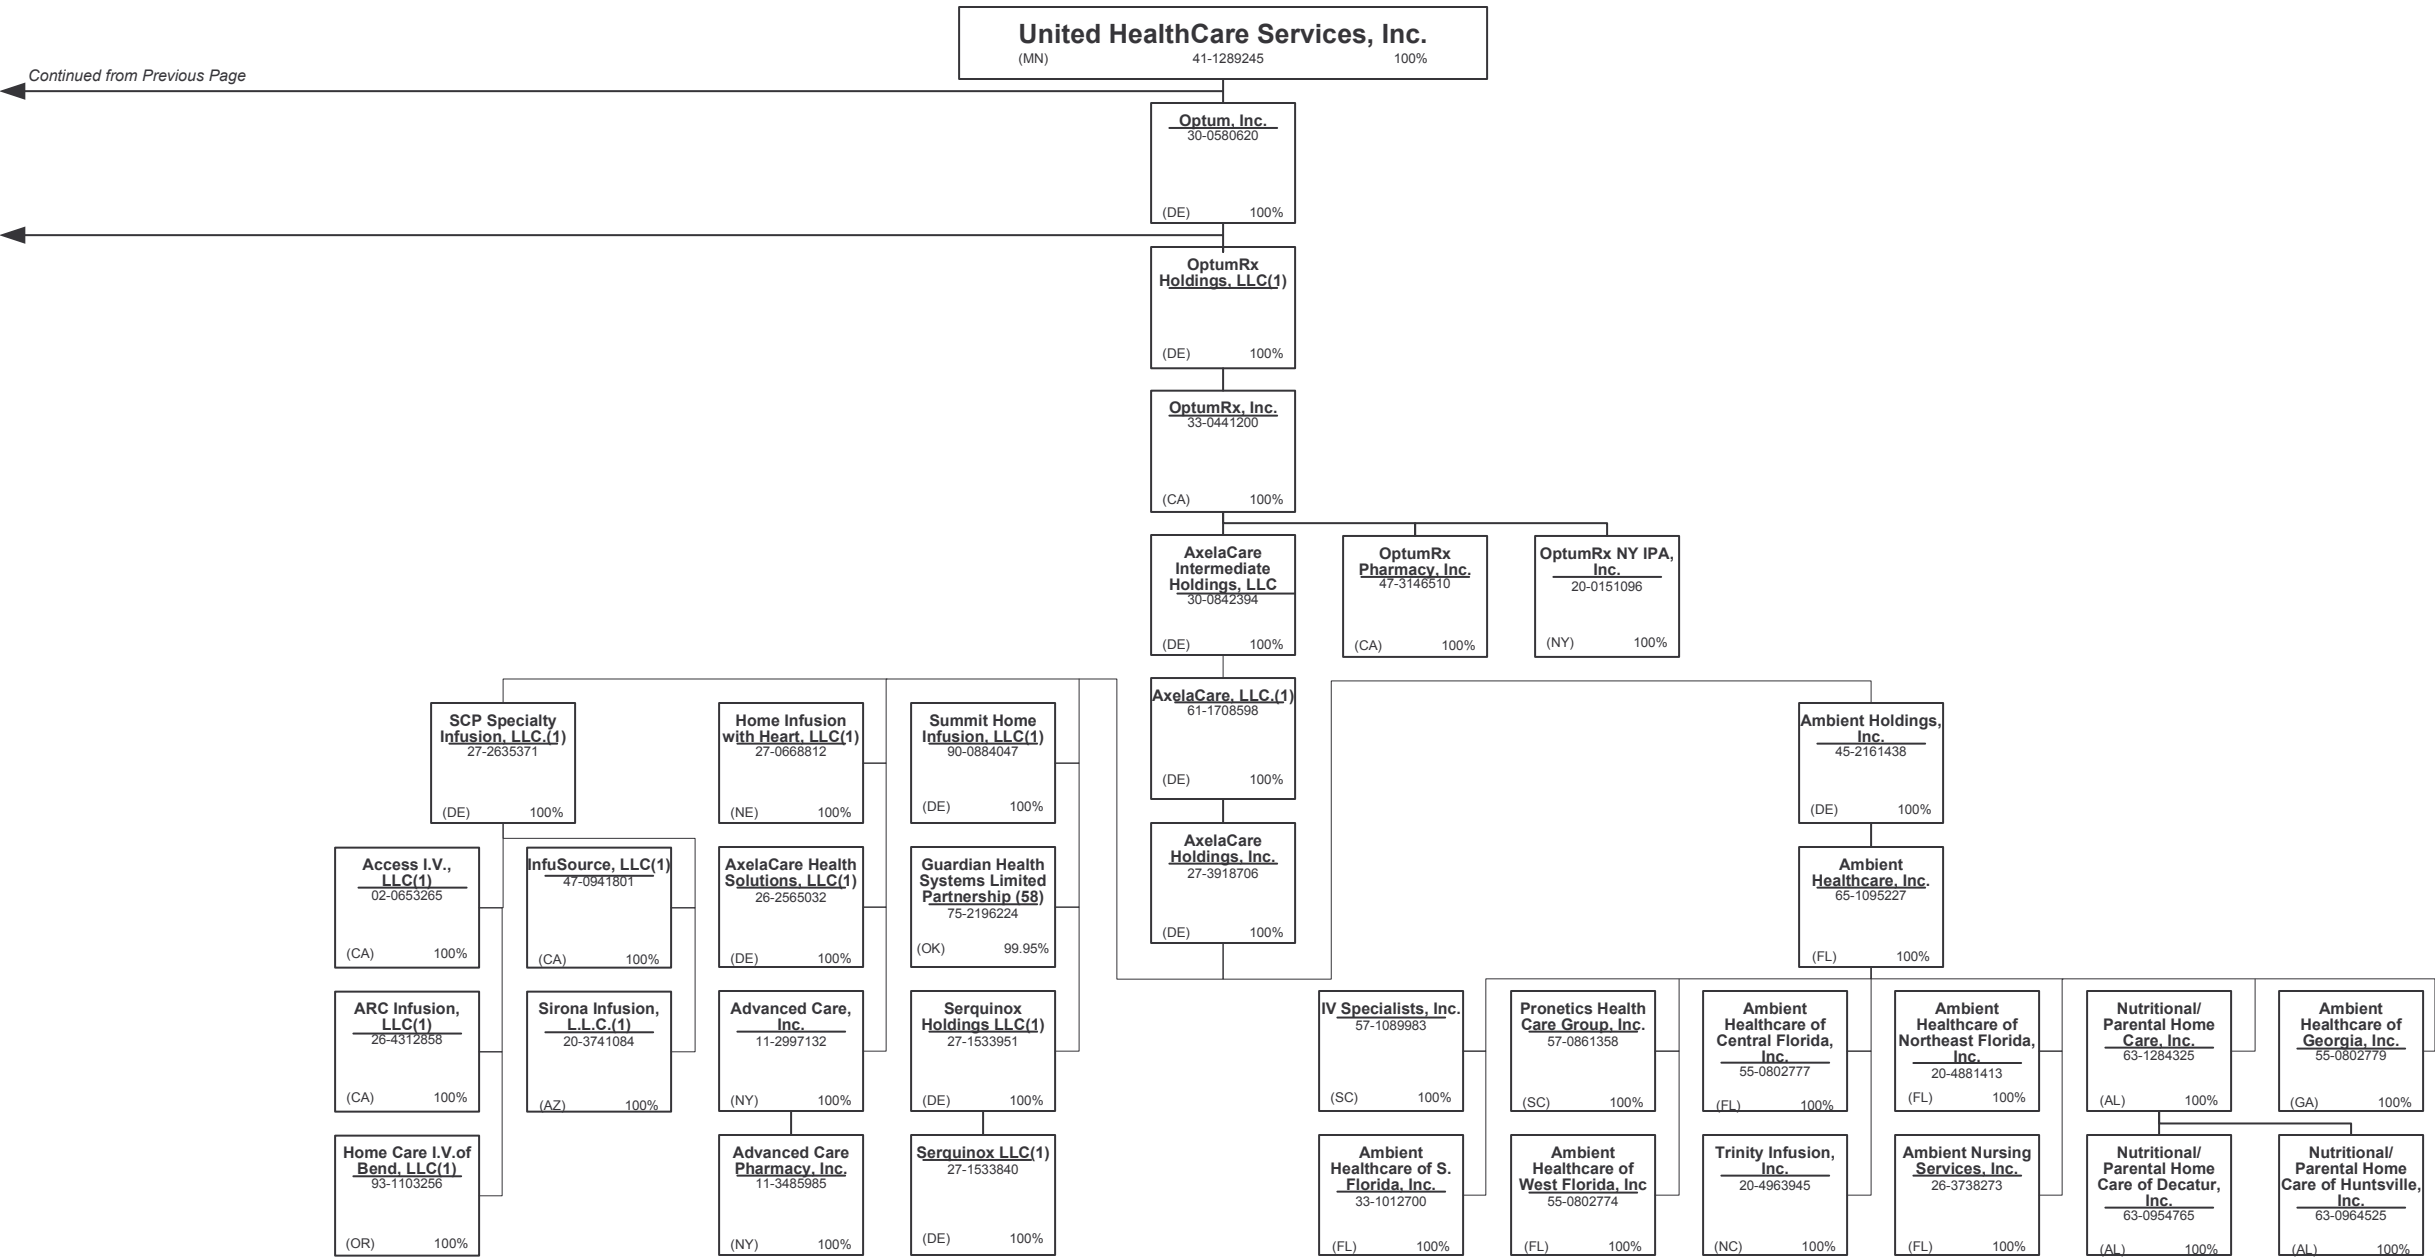 United HealthCare Services, Inc.
(MN) 41-1289245 100%
Continued from Previous Page
Optum, Inc.
30-0580620
(DE) 100%
OptumRx
Holdings, LLC(1)
(DE) 100%
OptumRx, Inc.
33-0441200
(CA) 100%
AxelaCare
Intermediate
Holdings, LLC
30-0842394
(DE) 100%
OptumRx
Pharmacy, Inc.
47-3146510
(CA) 100%
OptumRx NY IPA,
Inc.
20-0151096
(NY) 100%
SCP Specialty
Infusion, LLC.(1)
27-2635371
(DE) 100%
Home Infusion
with Heart, LLC(1)
27-0668812
(NE) 100%
Summit Home
Infusion, LLC(1)
90-0884047
(DE) 100%
AxelaCare, LLC.(1)
61-1708598
(DE) 100%
Ambient Holdings,
Inc.
45-2161438
(DE) 100%
Access I.V.,
LLC(1)
02-0653265
(CA) 100%
InfuSource, LLC(1)
47-0941801
(CA) 100%
AxelaCare Health
Solutions, LLC(1)
26-2565032
(DE) 100%
Guardian Health
Systems Limited
Partnership (58)
75-2196224
(OK) 99.95%
AxelaCare
Holdings, Inc.
27-3918706
(DE) 100%
Ambient
Healthcare, Inc.
65-1095227
(FL) 100%
ARC Infusion,
LLC(1)
26-4312858
(CA) 100%
Sirona Infusion,
L.L.C.(1)
20-3741084
(AZ) 100%
Advanced Care,
Inc.
11-2997132
(NY) 100%
Serquinox
Holdings LLC(1)
27-1533951
(DE) 100%
IV Specialists, Inc.
57-1089983
(SC) 100%
Pronetics Health
Care Group, Inc.
57-0861358
(SC) 100%
Ambient
Healthcare of
Central Florida,
Inc.
55-0802777
(FL) 100%
Ambient
Healthcare of
Northeast Florida,
Inc.
20-4881413
(FL) 100%
Nutritional/
Parental Home
Care, Inc.
63-1284325
(AL) 100%
Ambient
Healthcare of
Georgia, Inc.
55-0802779
(GA) 100%
Home Care I.V.of
Bend, LLC(1)
93-1103256
(OR) 100%
Advanced Care
Pharmacy, Inc.
11-3485985
(NY) 100%
Serquinox LLC(1)
27-1533840
(DE) 100%
Ambient
Healthcare of S.
Florida, Inc.
33-1012700
(FL) 100%
Ambient
Healthcare of
West Florida, Inc
55-0802774
(FL) 100%
Trinity Infusion,
Inc.
20-4963945
(NC) 100%
Ambient Nursing
Services, Inc.
26-3738273
(FL) 100%
Nutritional/
Parental Home
Care of Decatur,
Inc.
63-0954765
(AL) 100%
Nutritional/
Parental Home
Care of Huntsville,
Inc.
63-0964525
(AL) 100%